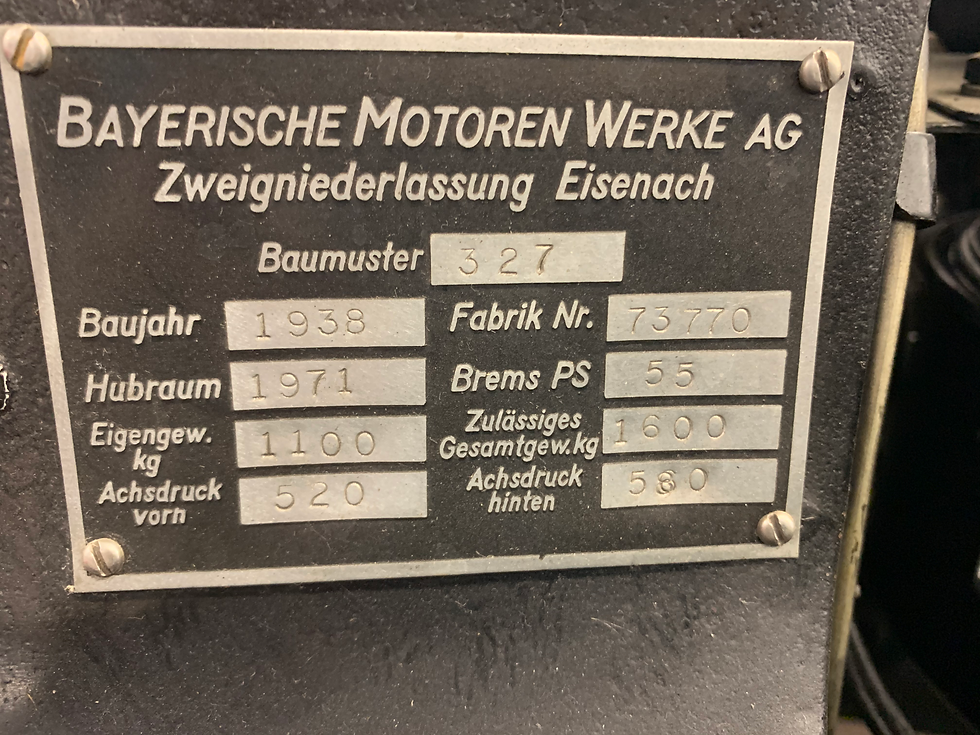 BAYERISCHE MOTOREN WERKE AG
Zweigniederlassung Eisenach
Baumuster 327
Baujahr 1938 Fabrik Nr. 73770
Hubraum 1971 Brems PS 55
Eigengew. kg 1100 Zulässiges Gesamtgew. kg 1600
Achsdruck vorn 520 Achsdruck hinten 580